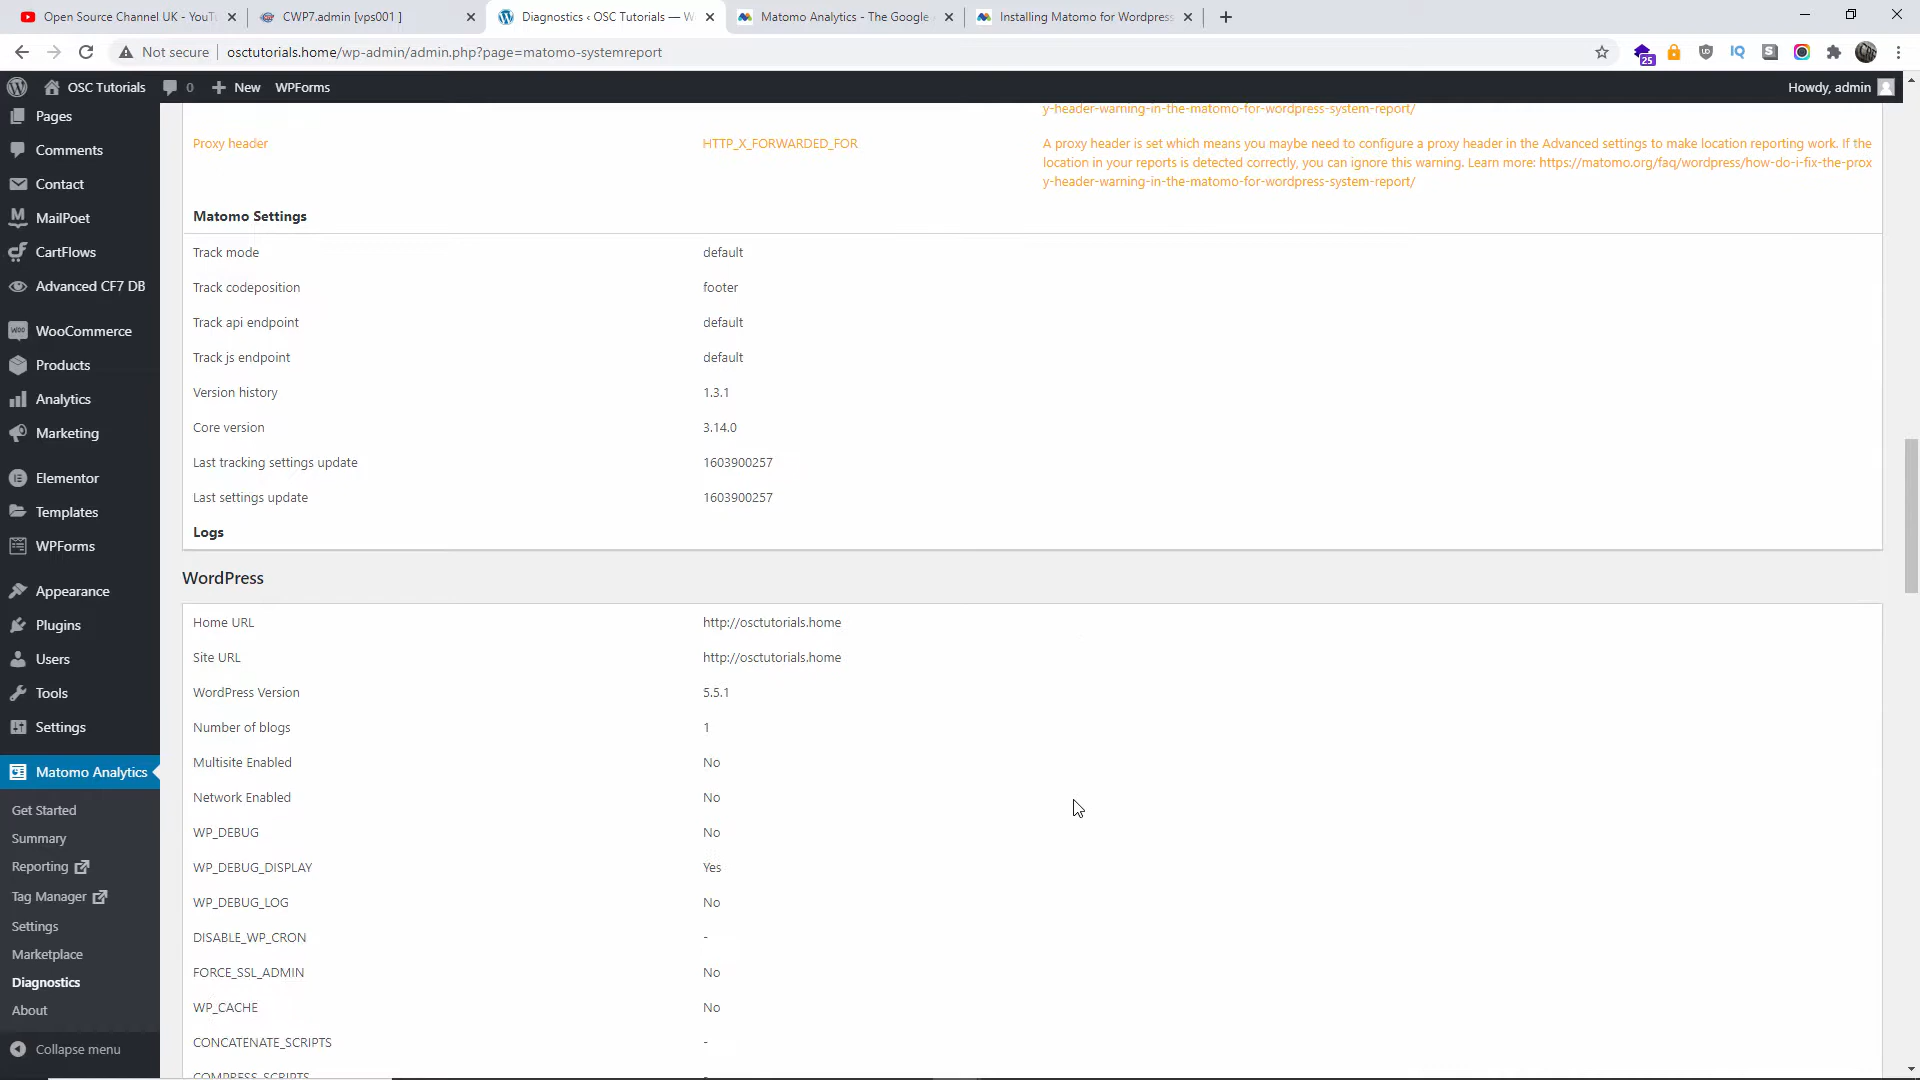 Open Source Channel UK - YouT
CWP7.admin [vps001 ]
Diagnostics ‹ OSC Tutorials — W
Matomo Analytics - The Google
Installing Matomo for Wordpress
Not secure
osctutorials.home/wp-admin/admin.php?page=matomo-systemreport
25
IQ
OSC Tutorials
0
New
WPForms
Howdy, admin
Pages
Comments
Contact
MailPoet
CartFlows
Advanced CF7 DB
WooCommerce
Products
Analytics
Marketing
Elementor
Templates
WPForms
Appearance
Plugins
Users
Tools
Settings
Matomo Analytics
Get Started
Summary
Reporting
Tag Manager
Settings
Marketplace
Diagnostics
About
Collapse menu
y-header-warning-in-the-matomo-for-wordpress-system-report/
Proxy header HTTP_X_FORWARDED_FOR
A proxy header is set which means you maybe need to configure a proxy header in the Advanced settings to make location reporting work. If the
location in your reports is detected correctly, you can ignore this warning. Learn more: https://matomo.org/faq/wordpress/how-do-i-fix-the-prox
y-header-warning-in-the-matomo-for-wordpress-system-report/
Matomo Settings
Track mode default
Track codeposition footer
Track api endpoint default
Track js endpoint default
Version history 1.3.1
Core version 3.14.0
Last tracking settings update 1603900257
Last settings update 1603900257
Logs
WordPress
Home URL http://osctutorials.home
Site URL http://osctutorials.home
WordPress Version 5.5.1
Number of blogs 1
Multisite Enabled No
Network Enabled No
WP_DEBUG No
WP_DEBUG_DISPLAY Yes
WP_DEBUG_LOG No
DISABLE_WP_CRON -
FORCE_SSL_ADMIN No
WP_CACHE No
CONCATENATE_SCRIPTS -
COMPRESS_SCRIPTS -